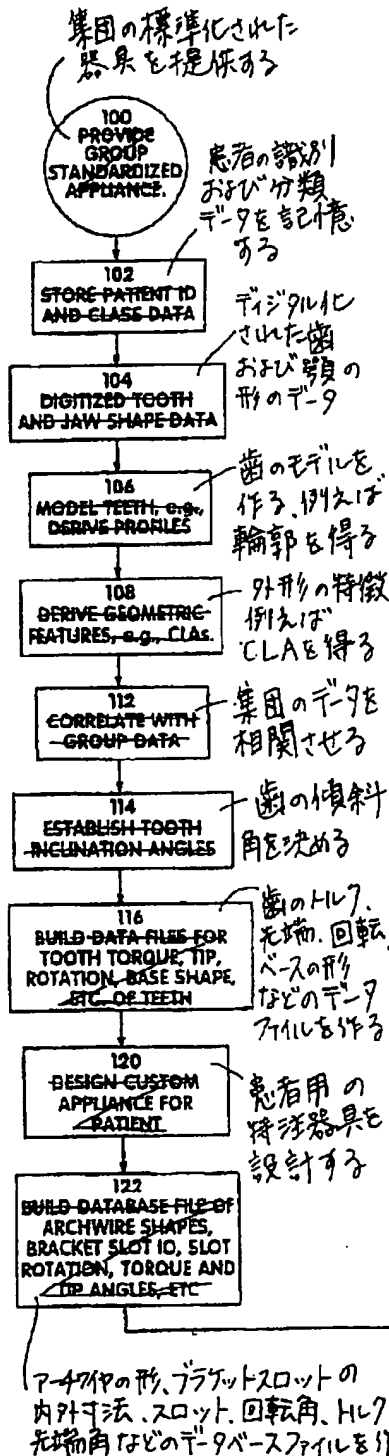 集団の標準化された
器具を提供する
100
PROVIDE
GROUP
STANDARDIZED
APPLIANCE.
患者の識別
および分類
データを記憶
する
102
STORE PATIENT ID
AND CLASS DATA
ディジタル化
された歯
および顎の
形のデータ
104
DIGITIZED TOOTH
AND JAW SHAPE DATA
歯のモデルを
作る、例えば
輪郭を得る
106
MODEL TEETH, e.g.,
DERIVE PROFILES
外形の特徴
例えば
CLAを得る
108
DERIVE GEOMETRIC
FEATURES, e.g., CLAs.
集団のデータを
相関させる
112
CORRELATE WITH
GROUP DATA
歯の傾斜
角を決める
114
ESTABLISH TOOTH
INCLINATION ANGLES
歯のトルク、
先端、回転、
ベースの形
などのデータ
ファイルを作る
116
BUILD DATA FILES FOR
TOOTH TORQUE, TIP,
ROTATION, BASE SHAPE,
ETC. OF TEETH
患者用の
特注器具を
設計する
120
DESIGN CUSTOM
APPLIANCE FOR
PATIENT
122
BUILD DATABASE FILE OF
ARCHWIRE SHAPES,
BRACKET SLOT IO, SLOT
ROTATION, TORQUE AND
TIP ANGLES, ETC
アーチワイヤの形、ブラケットスロットの
内外寸法、スロット、回転角、トルク
先端角などのデータベースファイルを